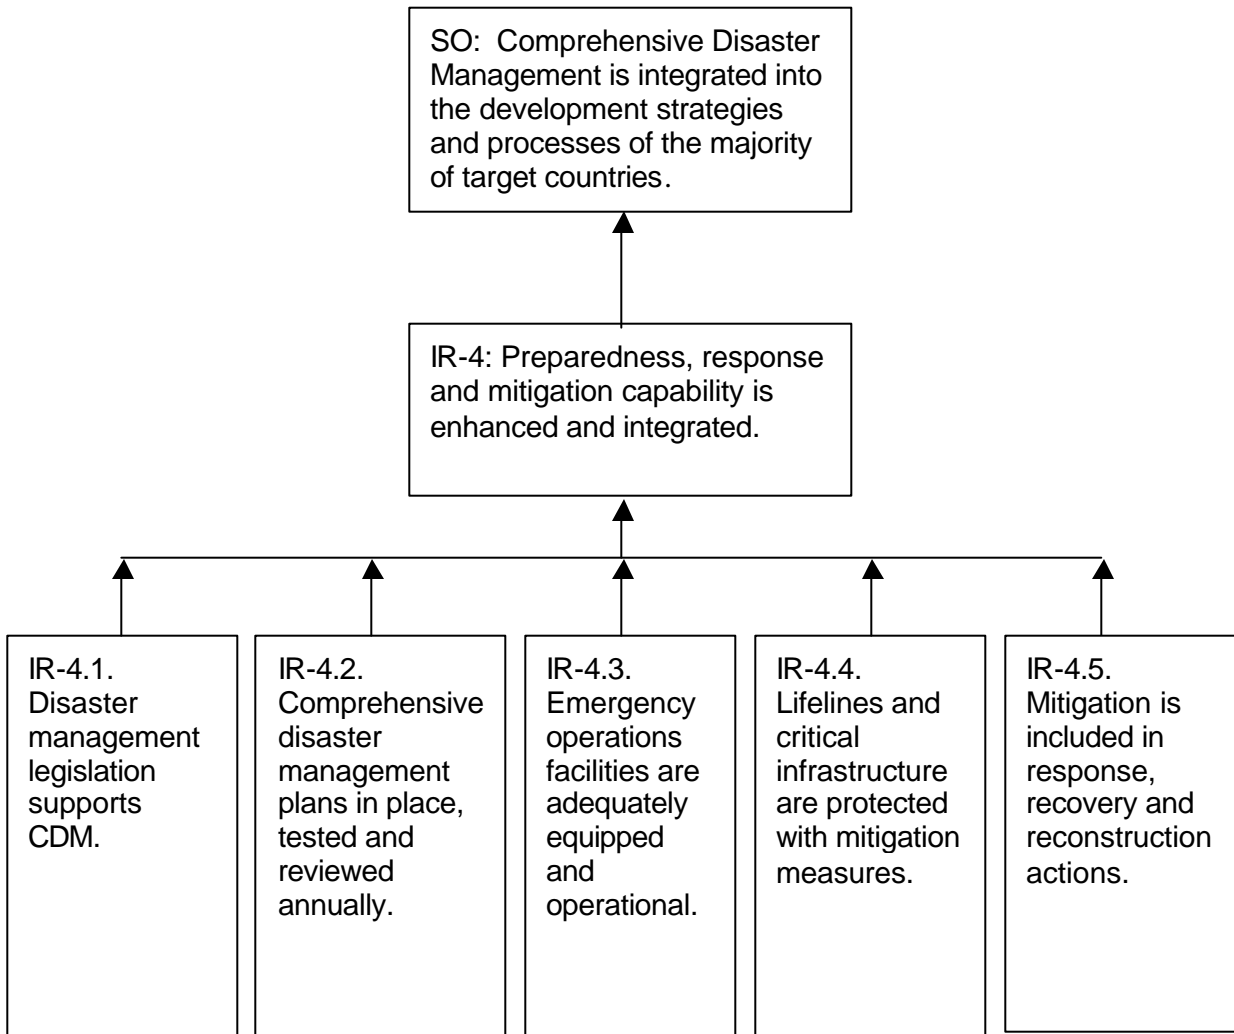 SO: Comprehensive Disaster
Management is integrated into
the development strategies
and processes of the majority
of target countries.
IR-4: Preparedness, response
and mitigation capability is
enhanced and integrated.
IR-4.1.
Disaster
management
legislation
supports
CDM.
IR-4.2.
Comprehensive
disaster
management
plans in place,
tested and
reviewed
annually.
IR-4.3.
Emergency
operations
facilities are
adequately
equipped
and
operational.
IR-4.4.
Lifelines and
critical
infrastructure
are protected
with mitigation
measures.
IR-4.5.
Mitigation is
included in
response,
recovery and
reconstruction
actions.